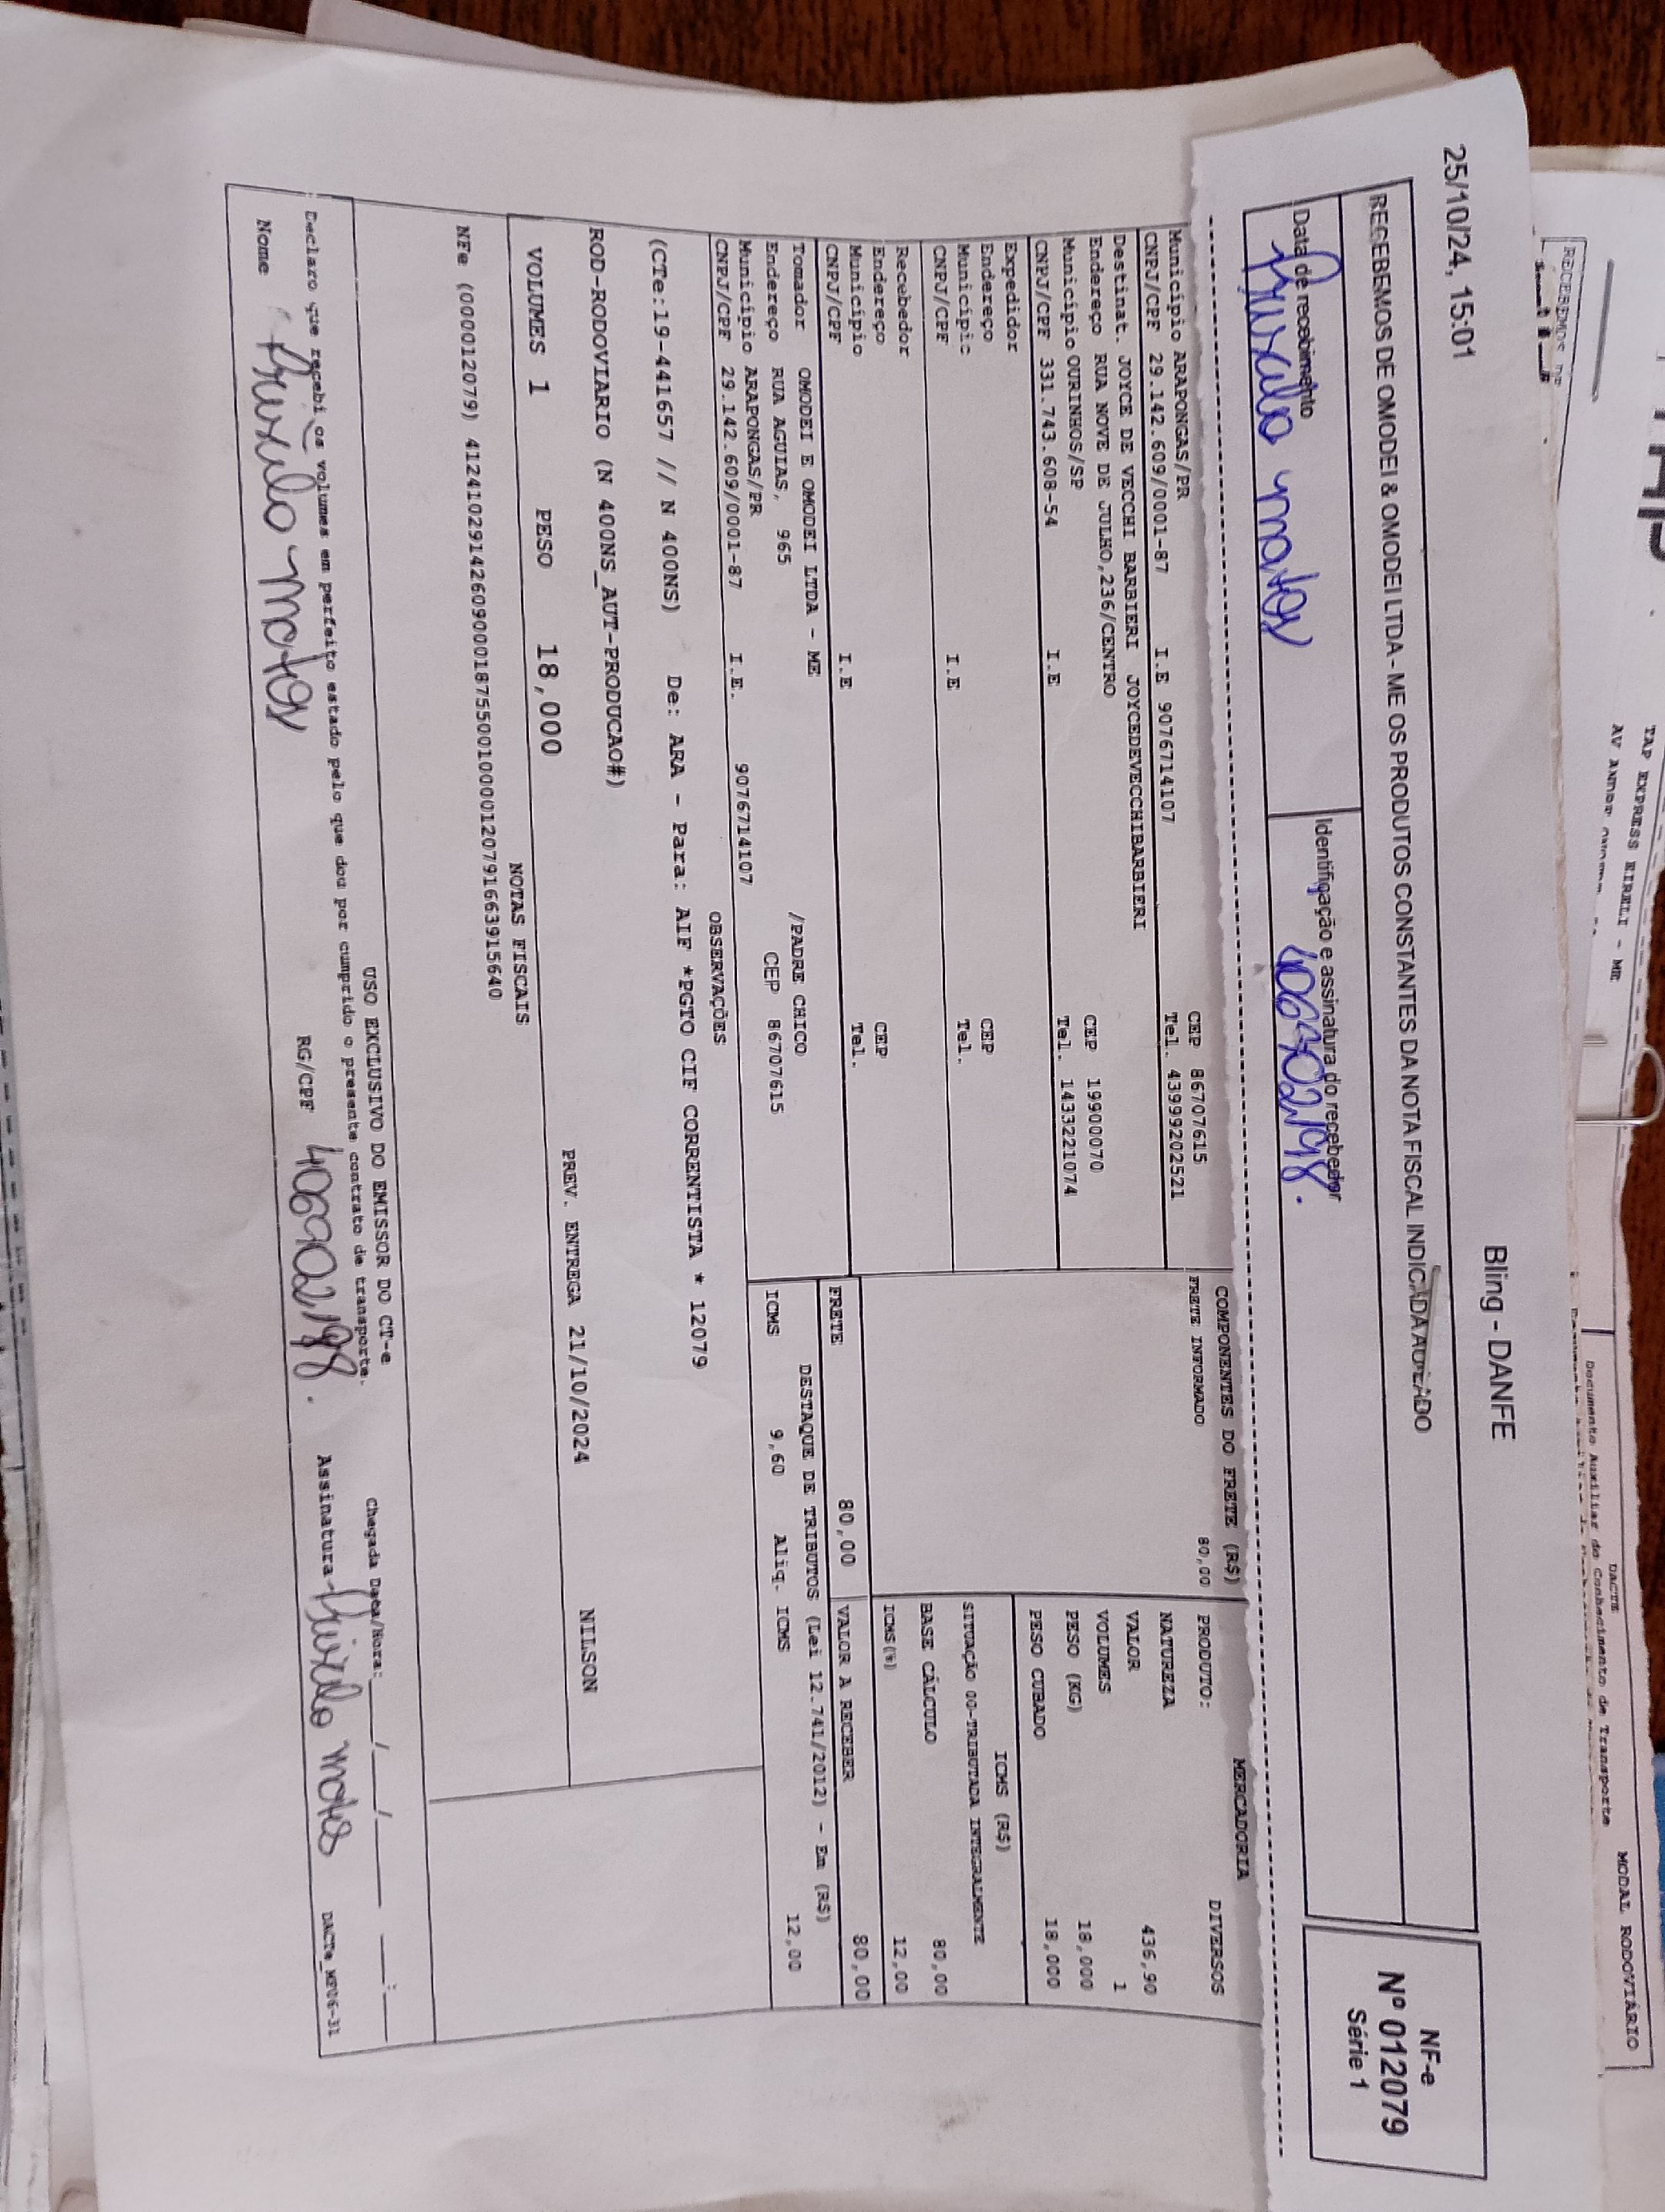 TAP EXPRESS EIRELI - ME
DACTE
Documento Auxiliar do Conhecimento de Transporte
MODAL RODOVIÁRIO
RECEBEMOS DE
25/10/24, 15:01
Bling - DANFE
RECEBEMOS DE OMODEI & OMODEI LTDA - ME OS PRODUTOS CONSTANTES DA NOTA FISCAL INDICADA AO LADO
NF-e
Nº 012079
Série 1
Data de recebimento
Identificação e assinatura do recebedor
Município ARAPONGAS/PR CEP 86707615
CNPJ/CPF 29.142.609/0001-87 I.E 9076714107 Tel. 43999202521
Destinat. JOYCE DE VECCHI BARBIERI JOYCEDEVECCHIBARBIERI
Endereço RUA NOVE DE JULHO,236/CENTRO CEP 19900070
Município OURINHOS/SP Tel. 1433221074
CNPJ/CPF 331.743.608-54 I.E
Expedidor
Endereço CEP
Municípic Tel.
CNPJ/CPF I.E
Recebedor
Endereço CEP
Município Tel.
CNPJ/CPF I.E
Tomador OMODEI E OMODEI LTDA - ME
Endereço RUA AGUIAS, 965 /PADRE CHICO
Município ARAPONGAS/PR CEP 86707615
CNPJ/CPF 29.142.609/0001-87 I.E. 9076714107
COMPONENTES DO FRETE (R$)
FRETE INFORMADO 80,00
FRETE 80,00
MERCADORIA
PRODUTO: DIVERSOS
NATUREZA
VALOR 436,90
VOLUMES 1
PESO (KG) 18,000
PESO CUBADO 18,000
ICMS (R$)
SITUAÇÃO 00-TRIBUTADA INTEGRALMENTE
BASE CÁLCULO 80,00
ICMS(%) 12,00
VALOR A RECEBER 80,00
DESTAQUE DE TRIBUTOS (Lei 12.741/2012) - Em (R$)
ICMS 9,60 Aliq. ICMS 12,00
OBSERVAÇÕES
(CTe:19-441657 // N 400NS) De: ARA - Para: AIF *PGTO CIF CORRENTISTA * 12079
ROD-RODOVIARIO (N 400NS_AUT-PRODUCAO#)
PREV. ENTREGA 21/10/2024 NILSON
VOLUMES 1 PESO 18,000
NOTAS FISCAIS
NFe (000012079) 41241029142609000187550010000120791663915640
USO EXCLUSIVO DO EMISSOR DO CT-e
Declaro que recebi os volumes em perfeito estado pelo que dou por cumprido o presente contrato de transporte.
Chegada Data/Hora: ____/____/____ ____:____
Nome
RG/CPF
Assinatura
DACTe_MF06-31